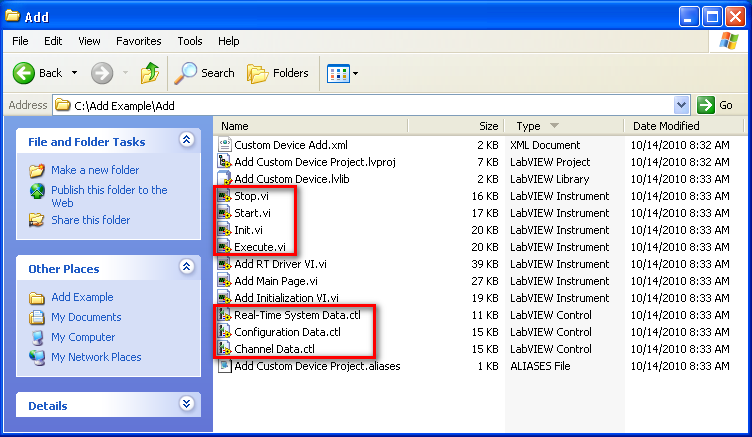 Add
File Edit View Favorites Tools Help
Back Search Folders
Address C:\Add Example\Add Go
File and Folder Tasks
Make a new folder
Publish this folder to the
Web
Share this folder
Other Places
Add Example
My Documents
My Computer
My Network Places
Details
Name Size Type Date Modified
Custom Device Add.xml 2 KB XML Document 10/14/2010 8:32 AM
Add Custom Device Project.lvproj 7 KB LabVIEW Project 10/14/2010 8:32 AM
Add Custom Device.lvlib 2 KB LabVIEW Library 10/14/2010 8:33 AM
Stop.vi 16 KB LabVIEW Instrument 10/14/2010 8:33 AM
Start.vi 17 KB LabVIEW Instrument 10/14/2010 8:33 AM
Init.vi 20 KB LabVIEW Instrument 10/14/2010 8:33 AM
Execute.vi 20 KB LabVIEW Instrument 10/14/2010 8:33 AM
Add RT Driver VI.vi 39 KB LabVIEW Instrument 10/14/2010 8:33 AM
Add Main Page.vi 27 KB LabVIEW Instrument 10/14/2010 8:33 AM
Add Initialization VI.vi 19 KB LabVIEW Instrument 10/14/2010 8:33 AM
Real-Time System Data.ctl 11 KB LabVIEW Control 10/14/2010 8:33 AM
Configuration Data.ctl 15 KB LabVIEW Control 10/14/2010 8:33 AM
Channel Data.ctl 15 KB LabVIEW Control 10/14/2010 8:33 AM
Add Custom Device Project.aliases 1 KB ALIASES File 10/14/2010 8:33 AM